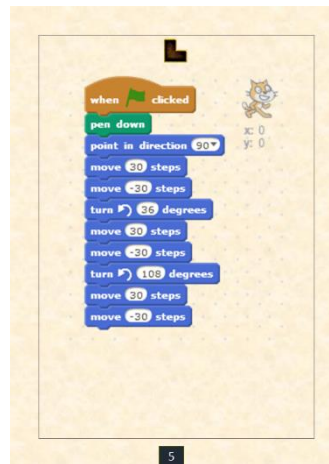 when clicked
pen down
point in direction 90
x: 0
y: 0
move 30 steps
move -30 steps
turn 36 degrees
move 30 steps
move -30 steps
turn 108 degrees
move 30 steps
move -30 steps
5